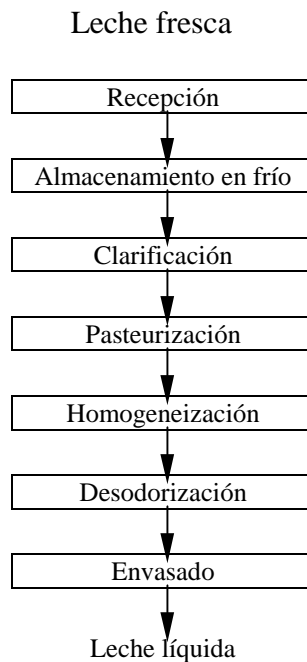 Leche fresca
Recepción
Almacenamiento en frío
Clarificación
Pasteurización
Homogeneización
Desodorización
Envasado
Leche líquida